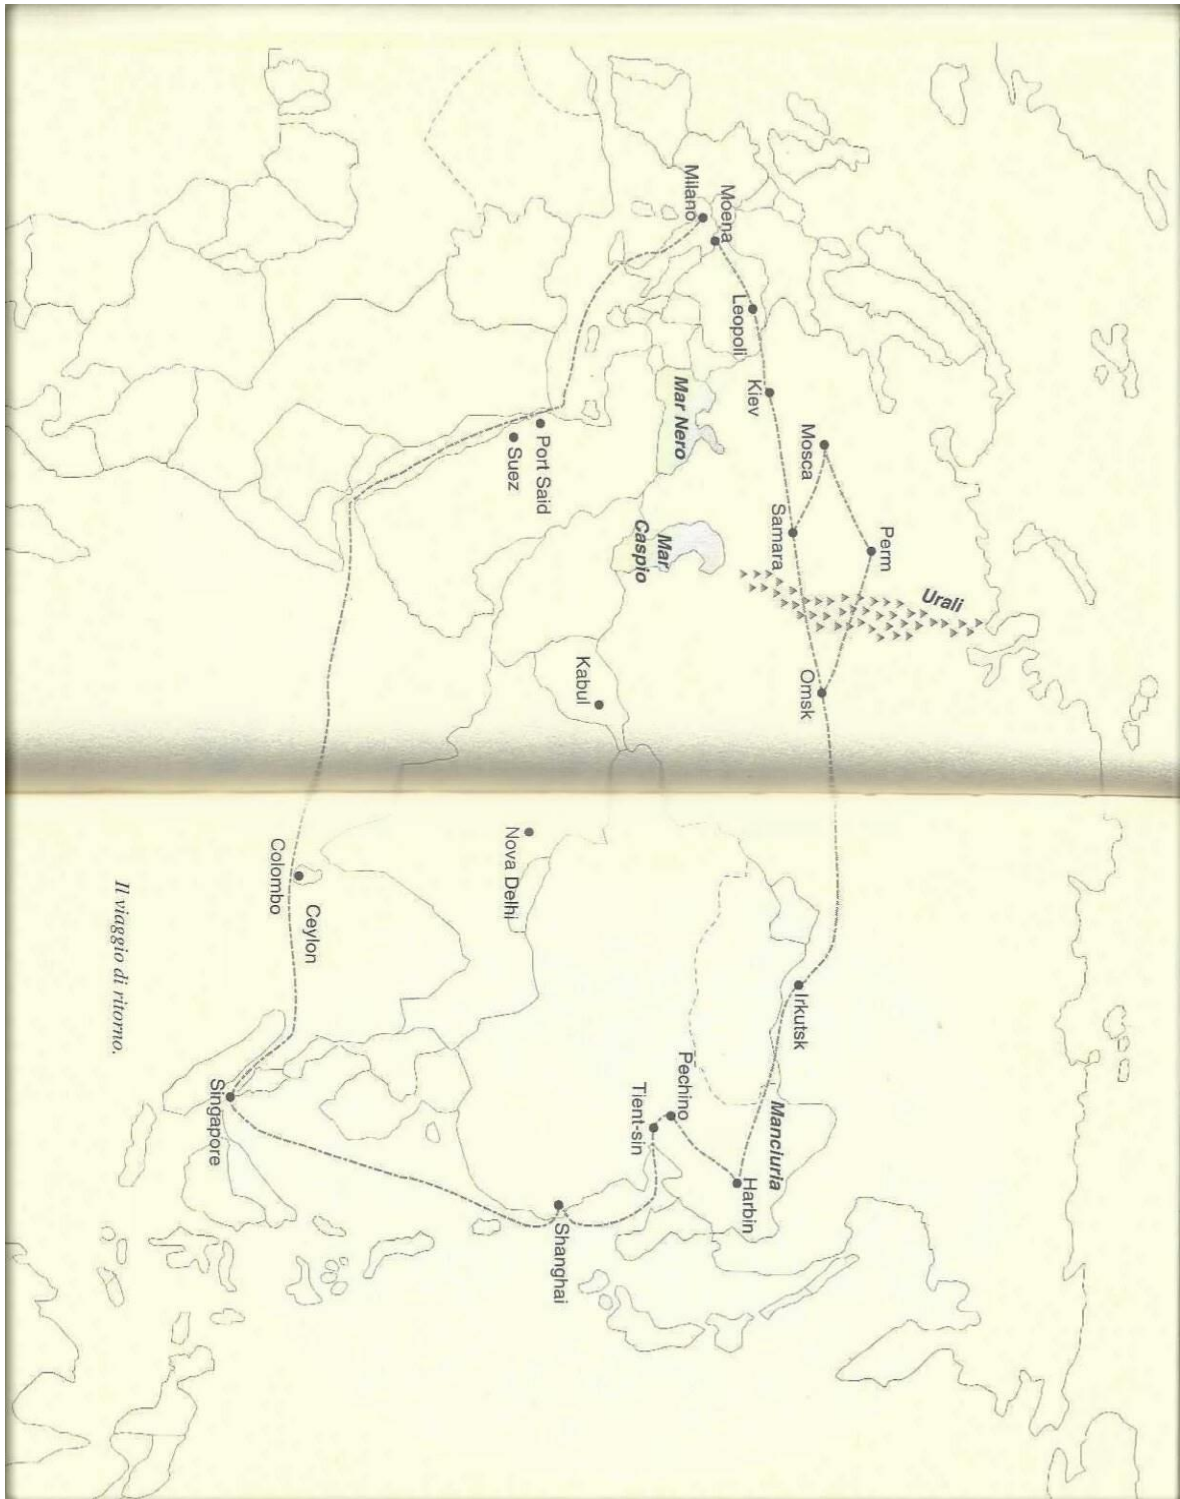 Urali
Perm
Mosca
Samara
Omsk
Irkutsk
Manciuria
Harbin
Kiev
Leopoli
Moena
Milano
Mar Nero
Mar
Caspio
Pechino
Tient-sin
Kabul
Shanghai
Port Said
Suez
Nova Delhi
Ceylon
Colombo
Singapore
Il viaggio di ritorno.